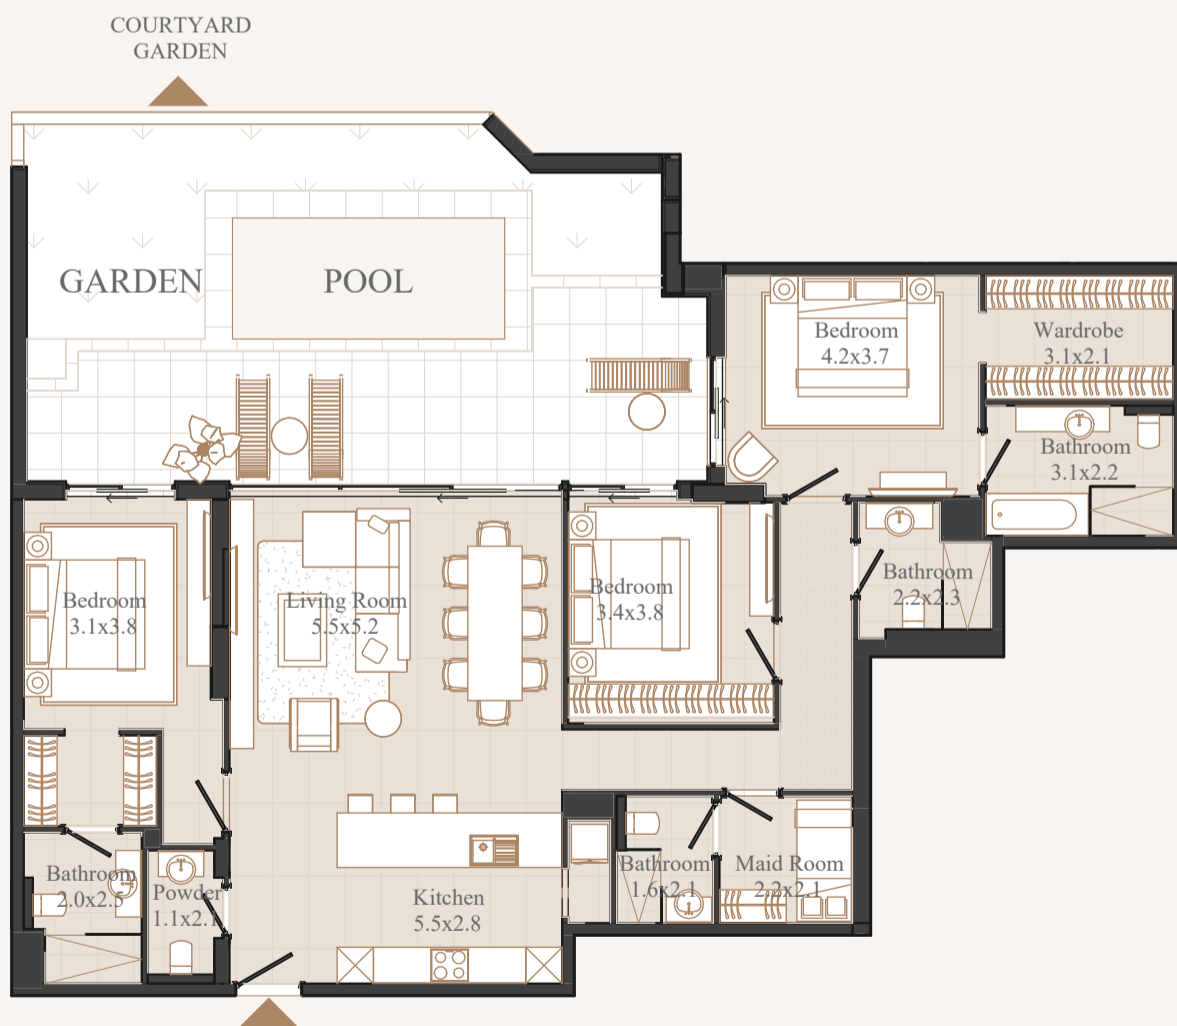 COURTYARD
GARDEN
GARDEN
POOL
Bedroom
4.2x3.7
Wardrobe
3.1x2.1
Bathroom
3.1x2.2
Bedroom
3.1x3.8
Living Room
5.5x5.2
Bedroom
3.4x3.8
Bathroom
2.2x2.3
Bathroom
2.0x2.5
Powder
1.1x2.1
Kitchen
5.5x2.8
Bathroom
1.6x2.1
Maid Room
2.2x2.1